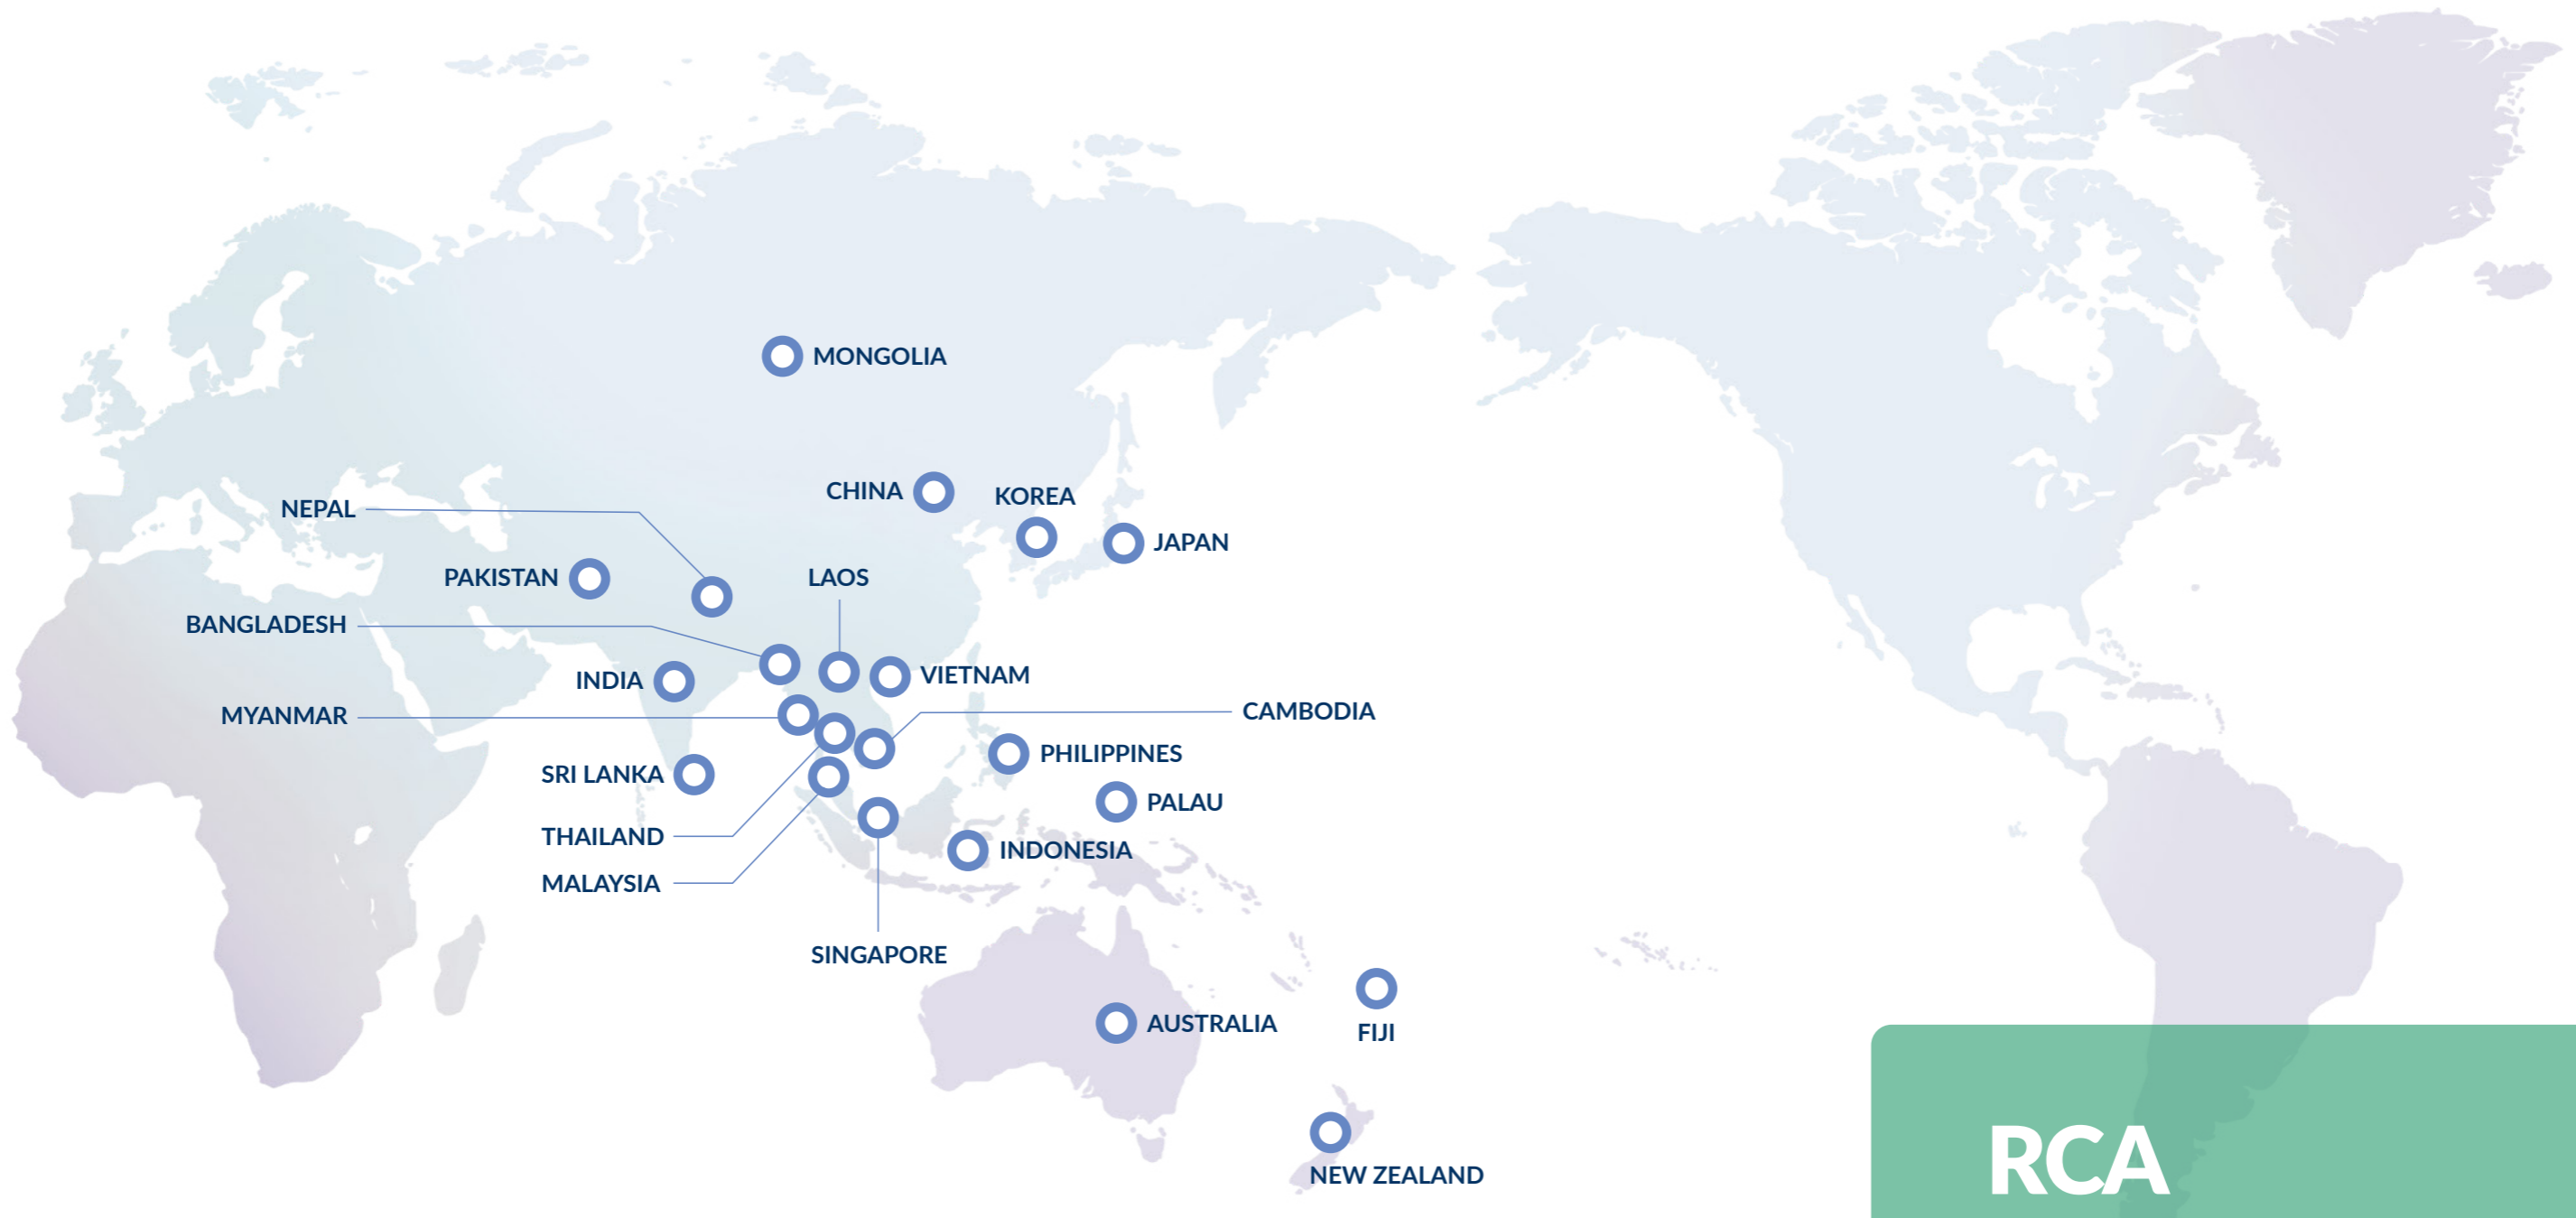 MONGOLIA
CHINA
KOREA
NEPAL
JAPAN
PAKISTAN
LAOS
BANGLADESH
INDIA
VIETNAM
MYANMAR
CAMBODIA
PHILIPPINES
SRI LANKA
PALAU
THAILAND
INDONESIA
MALAYSIA
SINGAPORE
AUSTRALIA
FIJI
RCA
NEW ZEALAND